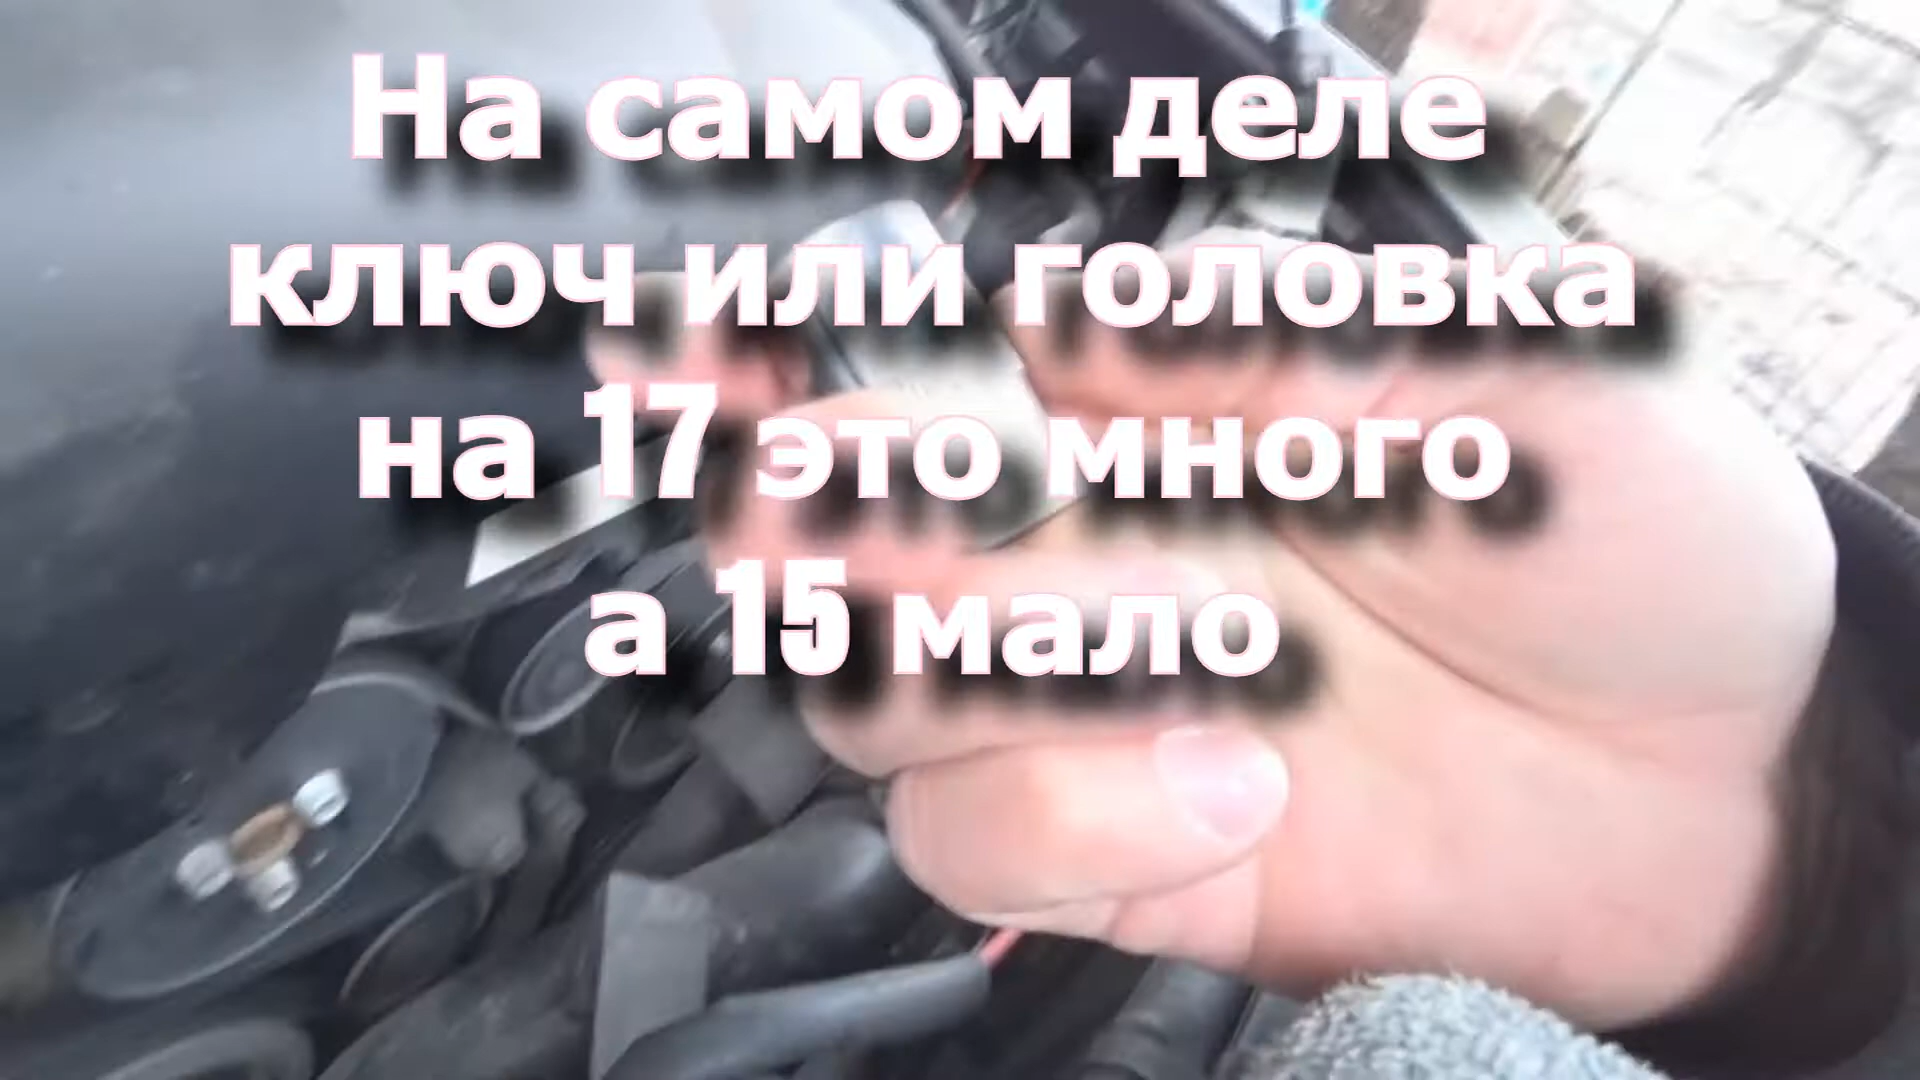 На самом деле
ключ или головка
на 17 это много
а 15 мало